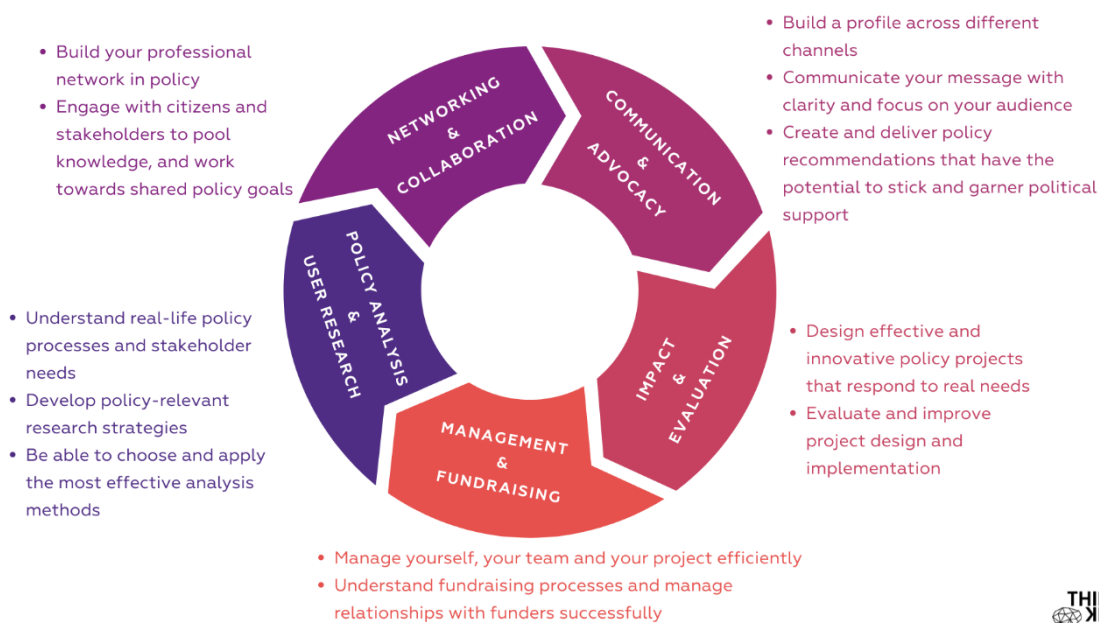 • Build your professional
network in policy
• Engage with citizens and
stakeholders to pool
knowledge, and work
towards shared policy goals
NETWORKING
&
COLLABORATION
COMMUNICATION
&
ADVOCACY
• Build a profile across different
channels
• Communicate your message with
clarity and focus on your audience
• Create and deliver policy
recommendations that have the
potential to stick and garner political
support
• Understand real-life policy
processes and stakeholder
needs
• Develop policy-relevant
research strategies
• Be able to choose and apply
the most effective analysis
methods
POLICY ANALYSIS
&
USER RESEARCH
IMPACT
&
EVALUATION
• Design effective and
innovative policy projects
that respond to real needs
• Evaluate and improve
project design and
implementation
MANAGEMENT
&
FUNDRAISING
• Manage yourself, your team and your project efficiently
• Understand fundraising processes and manage
relationships with funders successfully
THI